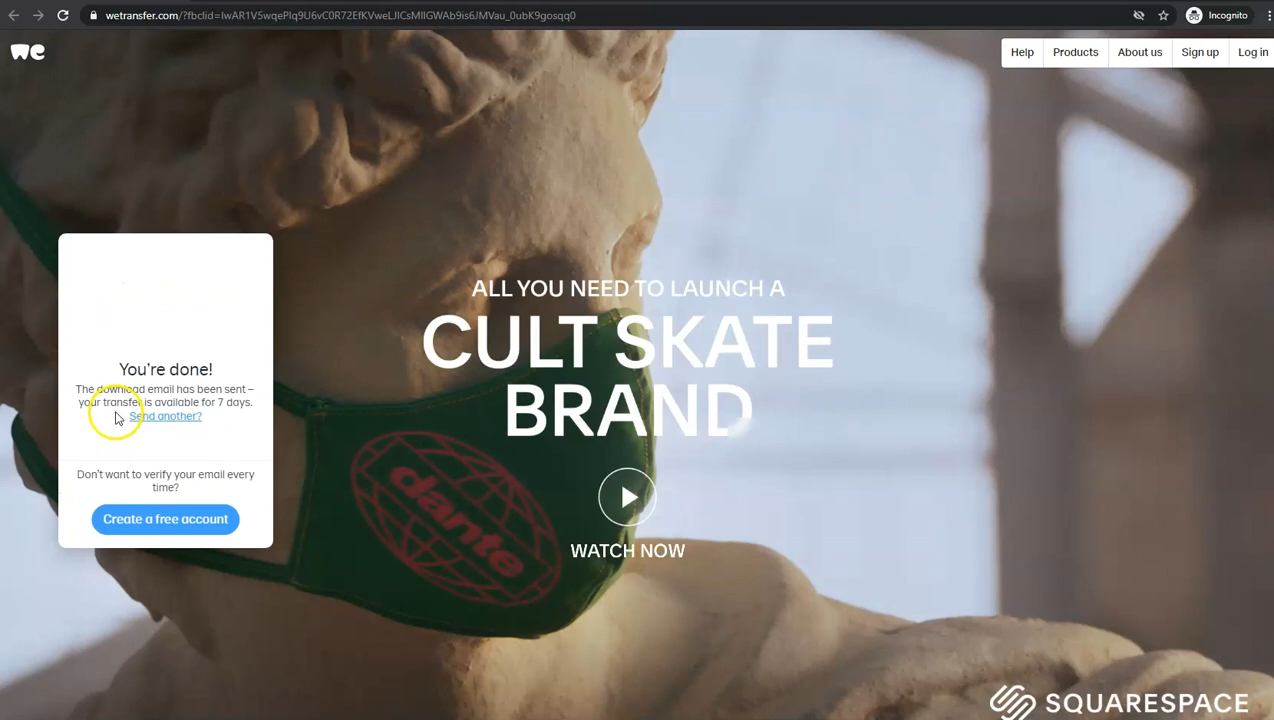 wetransfer.com/?fbclid=IwAR1V5wqePlq9U6vC0R72EfKVweLJlCsMllGWAb9is6JMVau_0ubK9gosqq0
Incognito
we
Help
Products
About us
Sign up
Log in
ALL YOU NEED TO LAUNCH A
CULT SKATE
BRAND
You're done!
The download email has been sent –
your transfer is available for 7 days.
Send another?
dante
Don't want to verify your email every
time?
Create a free account
WATCH NOW
SQUARESPACE